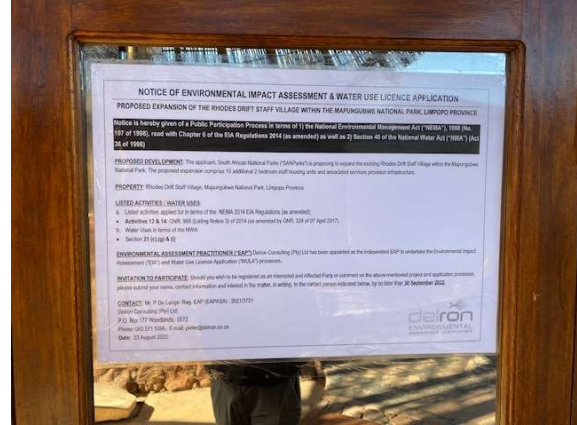 NOTICE OF ENVIRONMENTAL IMPACT ASSESSMENT & WATER USE LICENCE APPLICATION
PROPOSED EXPANSION OF THE RHODES DRIFT STAFF VILLAGE WITHIN THE MAPUNGUBWE NATIONAL PARK, LIMPOPO PROVINCE
Notice is hereby given of a Public Participation Process in terms of 1) the National Environmental Management Act ("NEMA"), 1998 (No.
107 of 1998), read with Chapter 6 of the EIA Regulations 2014 (as amended) as well as 2) Section 40 of the National Water Act ("NWA") (Act
36 of 1998)
PROPOSED DEVELOPMENT: The applicant, South African National Parks ("SANParks") is proposing to expand the existing Rhodes Drift Staff Village within the Mapungubwe
National Park. The proposed expansion comprise 10 additional 2 bedroom staff housing units and associated services provision infrastructure.
PROPERTY: Rhodes Drift Staff Village, Mapungubwe National Park, Limpopo Province
LISTED ACTIVITIES / WATER USES:
a. Listed activities applied for in terms of the NEMA 2014 EIA Regulations (as amended):
• Activities 12 & 14: GNR. 985 (Listing Notice 3) of 2014 (as amended by GNR. 324 of 07 April 2017)
b. Water Uses in terms of the NWA:
• Section 21 (c),(g) & (i)
ENVIRONMENTAL ASSESSMENT PRACTITIONER ("EAP"): Delron Consulting (Pty) Ltd has been appointed as the independent EAP to undertake the Environmental Impact
Assessment ("EIA") and Water Use Licence Application ("WULA") processes.
INVITATION TO PARTICIPATE: Should you wish to be registered as an Interested and Affected Party or comment on the above-mentioned project and application processes,
please submit your name, contact information and interest in the matter, in writing, to the contact person indicated below, by no later than 30 September 2022.
CONTACT: Mr. P De Lange: Reg. EAP (EAPASA): 2021/3731
Delron Consulting (Pty) Ltd
P.O. Box 177 Woodlands, 0072
Phone: E-mail: pieter@delron.co.za
Date: 23 August 2022
delron
ENVIRONMENTAL